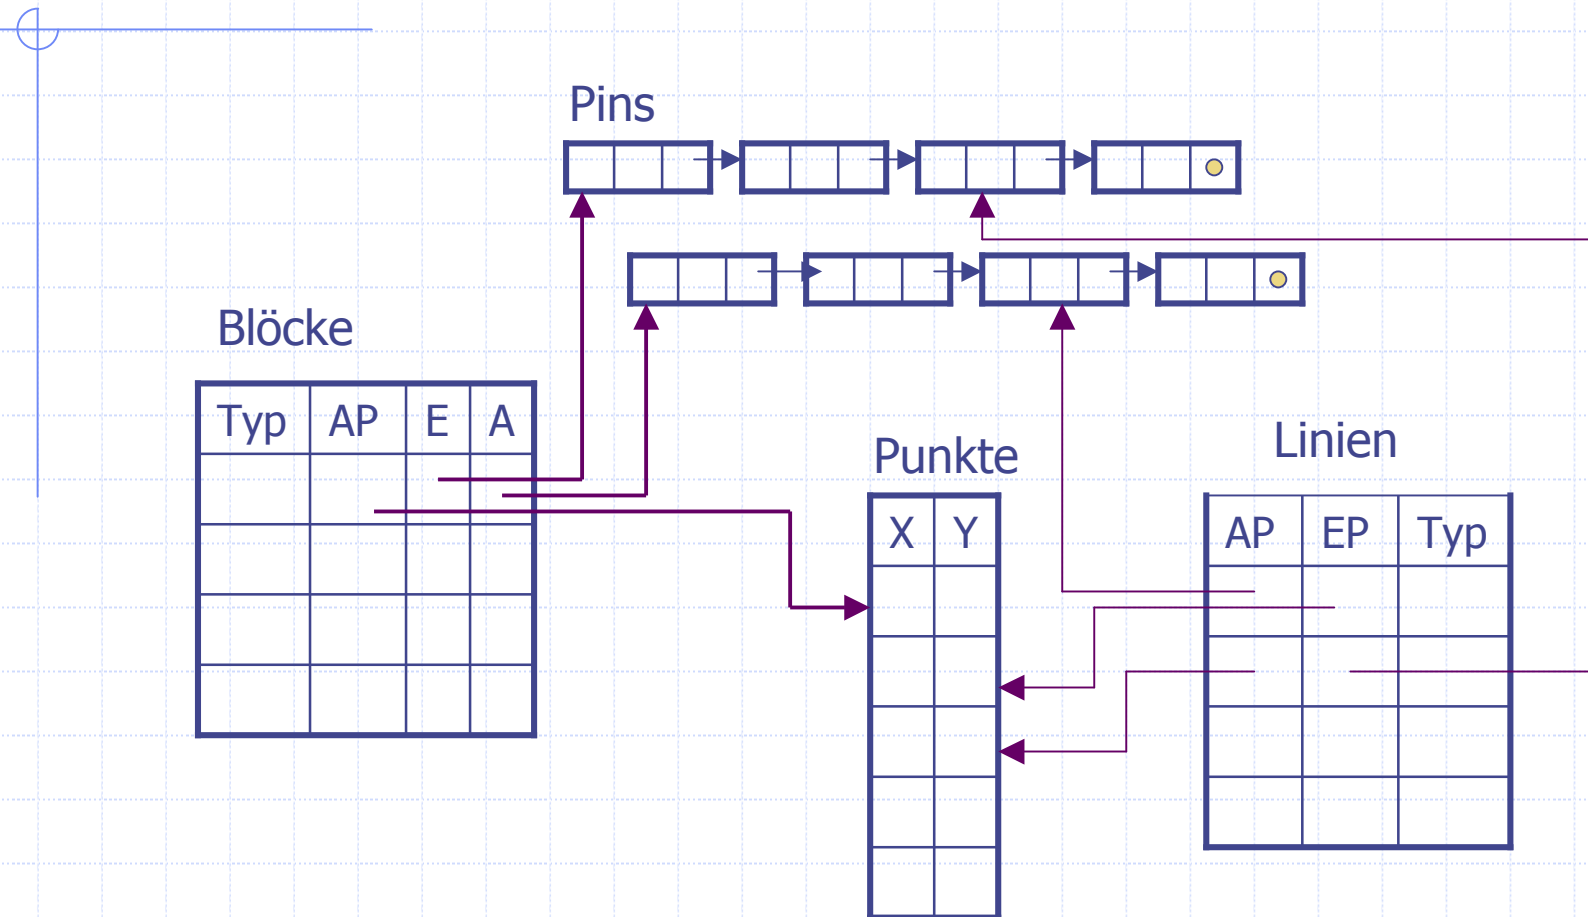 Pins
Blöcke
Typ AP E A
Punkte
X Y
Linien
AP EP Typ